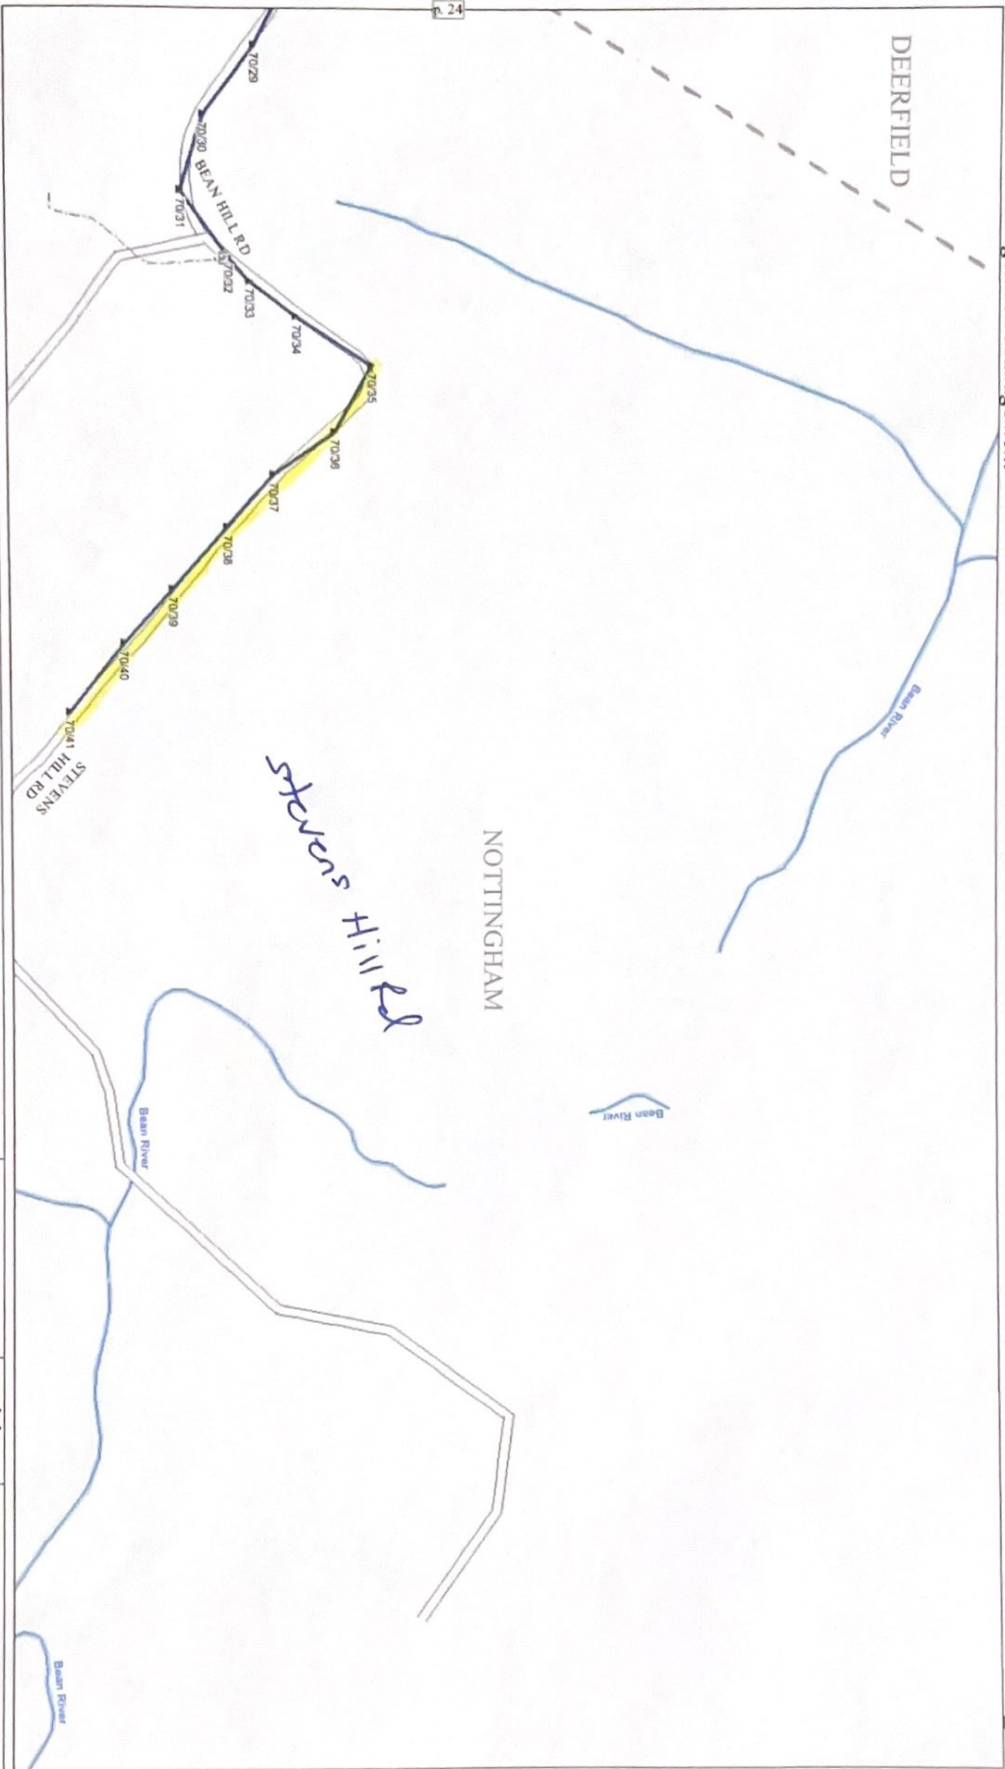 p. 24
DEERFIELD
70/29
70/30
BEAN HILL RD
70/31
70/32
70/33
70/34
70/35
70/36
70/37
70/38
70/39
70/40
70/41
STEVENS
HILL RD
Stevens Hill Rd
NOTTINGHAM
Bean River
Bean River
Bean River
Bean River